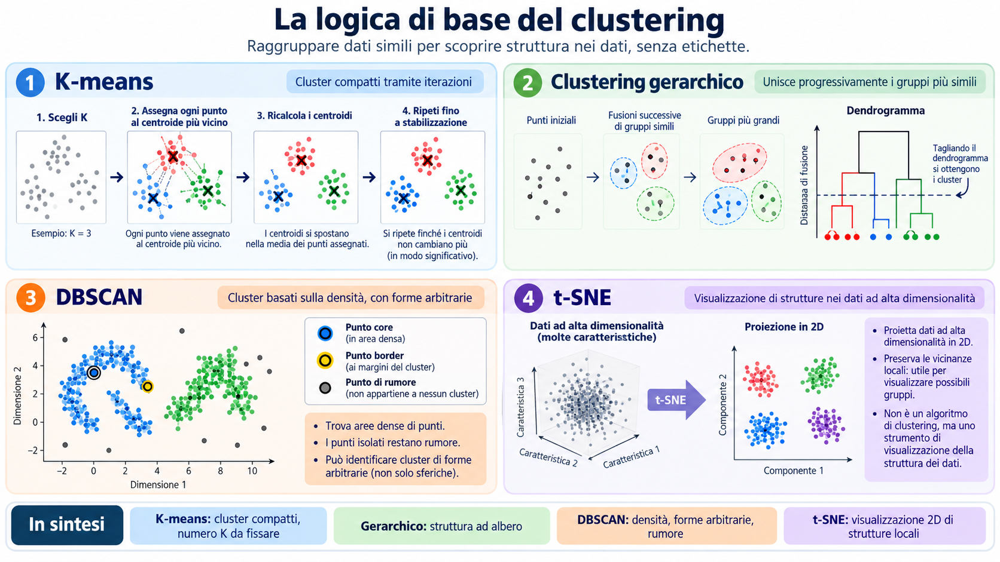 La logica di base del clustering
Raggruppare dati simili per scoprire struttura nei dati, senza etichette.
1 K-means
Cluster compatti tramite iterazioni
1. Scegli K
2. Assegna ogni punto
al centroide più vicino
3. Ricalcola i centroidi
4. Ripeti fino
a stabilizzazione
Esempio: K = 3
Ogni punto viene assegnato
al centroide più vicino.
I centroidi si spostano
nella media dei punti assegnati.
Si ripete finché i centroidi
non cambiano più
(in modo significativo).
2 Clustering gerarchico
Unisce progressivamente i gruppi più simili
Punti iniziali
Fusioni successive
di gruppi simili
Gruppi più grandi
Dendrogramma
di fusione
Tagliando il
dendrogramma
si ottengono
i cluster
3 DBSCAN
Cluster basati sulla densità, con forme arbitrarie
Dimensione 2
6
4
2
0
−2
−2 0 2 4 6 8 10
Dimensione 1
Punto core
(in area densa)
Punto border
(ai margini del cluster)
Punto di rumore
(non appartiene a nessun cluster)
• Trova aree dense di punti.
• I punti isolati restano rumore.
• Può identificare cluster di forme
arbitrarie (non solo sferiche).
4 t-SNE
Visualizzazione di strutture nei dati ad alta dimensionalità
Dati ad alta dimensionalità
(molte caratteristiche)
Caratteristica 3
Caratteristica 2
Caratteristica 1
t-SNE
Proiezione in 2D
Componente 2
Componente 1
• Proietta dati ad alta
dimensionalità in 2D.
• Preserva le vicinanze
locali: utile per
visualizzare possibili
gruppi.
• Non è un algoritmo
di clustering, ma uno
strumento di
visualizzazione della
struttura dei dati.
In sintesi
K-means: cluster compatti,
numero K da fissare
Gerarchico: struttura ad albero
DBSCAN: densità, forme arbitrarie,
rumore
t-SNE: visualizzazione 2D di
strutture locali